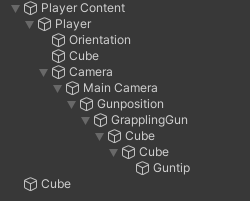 Player Content
Player
Orientation
Cube
Camera
Main Camera
Gunposition
GrapplingGun
Cube
Cube
Guntip
Cube